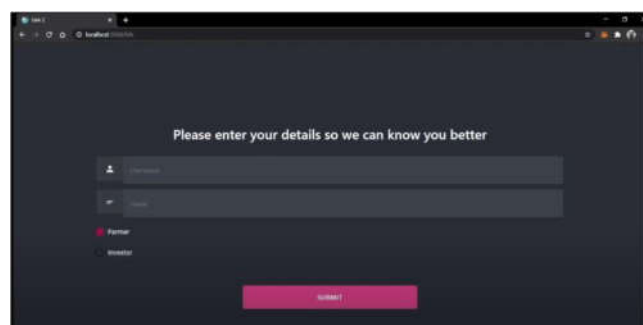 localhost
Please enter your details so we can know you better
Farmer
Investor
SUBMIT